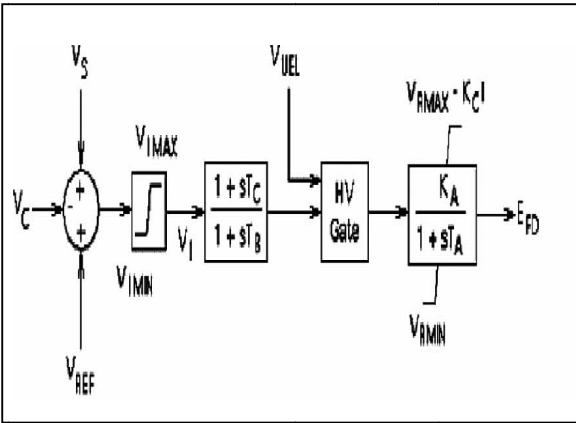 V_S
V_UEL
V_RMAX - K_C I
V_IMAX
V_C
- + +
1 + sT_C
1 + sT_B
HV
Gate
K_A
1 + sT_A
E_FD
V_I
V_IMIN
V_RMIN
V_REF